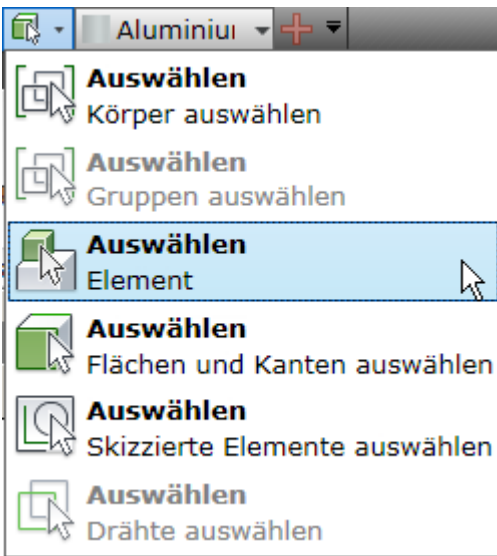 Aluminiu
Auswählen
Körper auswählen
Auswählen
Gruppen auswählen
Auswählen
Element
Auswählen
Flächen und Kanten auswählen
Auswählen
Skizzierte Elemente auswählen
Auswählen
Drähte auswählen